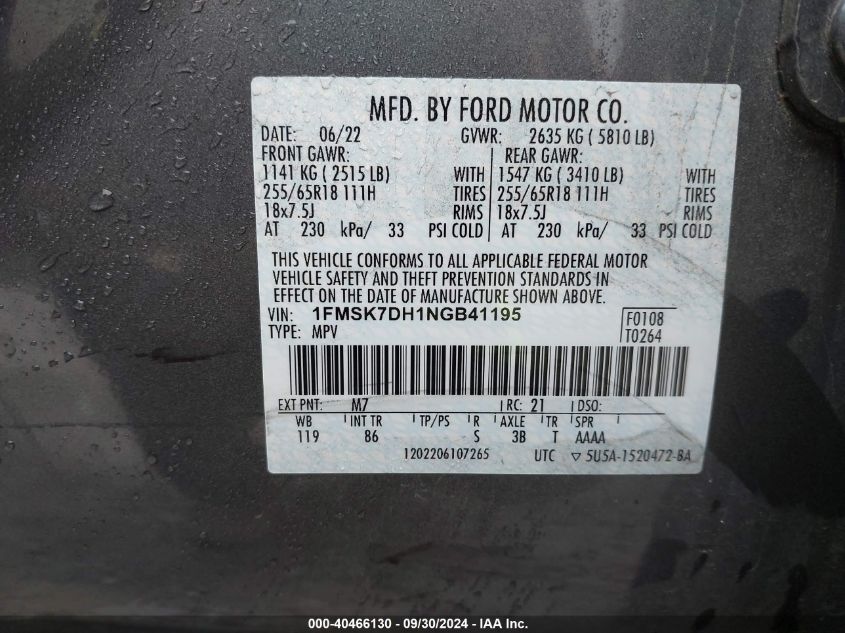 MFD. BY FORD MOTOR CO.
DATE: 06/22 GVWR: 2635 KG ( 5810 LB)
FRONT GAWR: REAR GAWR:
1141 KG ( 2515 LB) WITH 1547 KG ( 3410 LB) WITH
255/65R18 111H TIRES 255/65R18 111H TIRES
18x7.5J RIMS 18x7.5J RIMS
AT 230 kPa/ 33 PSI COLD AT 230 kPa/ 33 PSI COLD
THIS VEHICLE CONFORMS TO ALL APPLICABLE FEDERAL MOTOR
VEHICLE SAFETY AND THEFT PREVENTION STANDARDS IN
EFFECT ON THE DATE OF MANUFACTURE SHOWN ABOVE.
VIN: 1FMSK7DH1NGB41195 F0108
TYPE: MPV T0264
EXT PNT: M7 RC: 21 DSO:
WB INT TR TP/PS R AXLE TR SPR
119 86 S 3B T AAAA
1202206107265 UTC ▽ 5U5A-1520472-BA
000-40466130 - 09/30/2024 - IAA Inc.